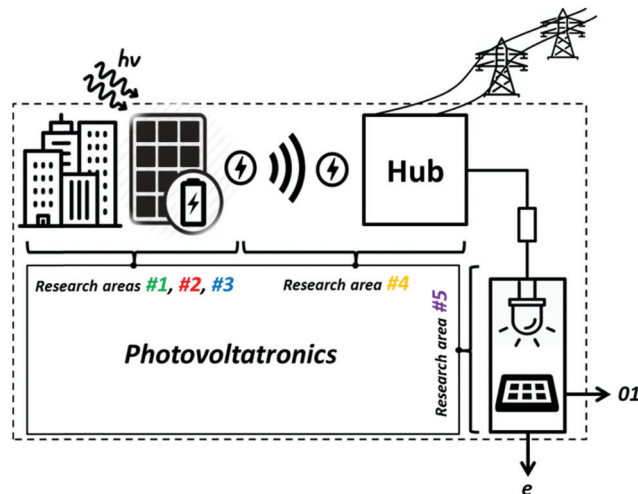 hv
Hub
Research areas #1, #2, #3
Research area #4
Research area #5
Photovoltatronics
01
e